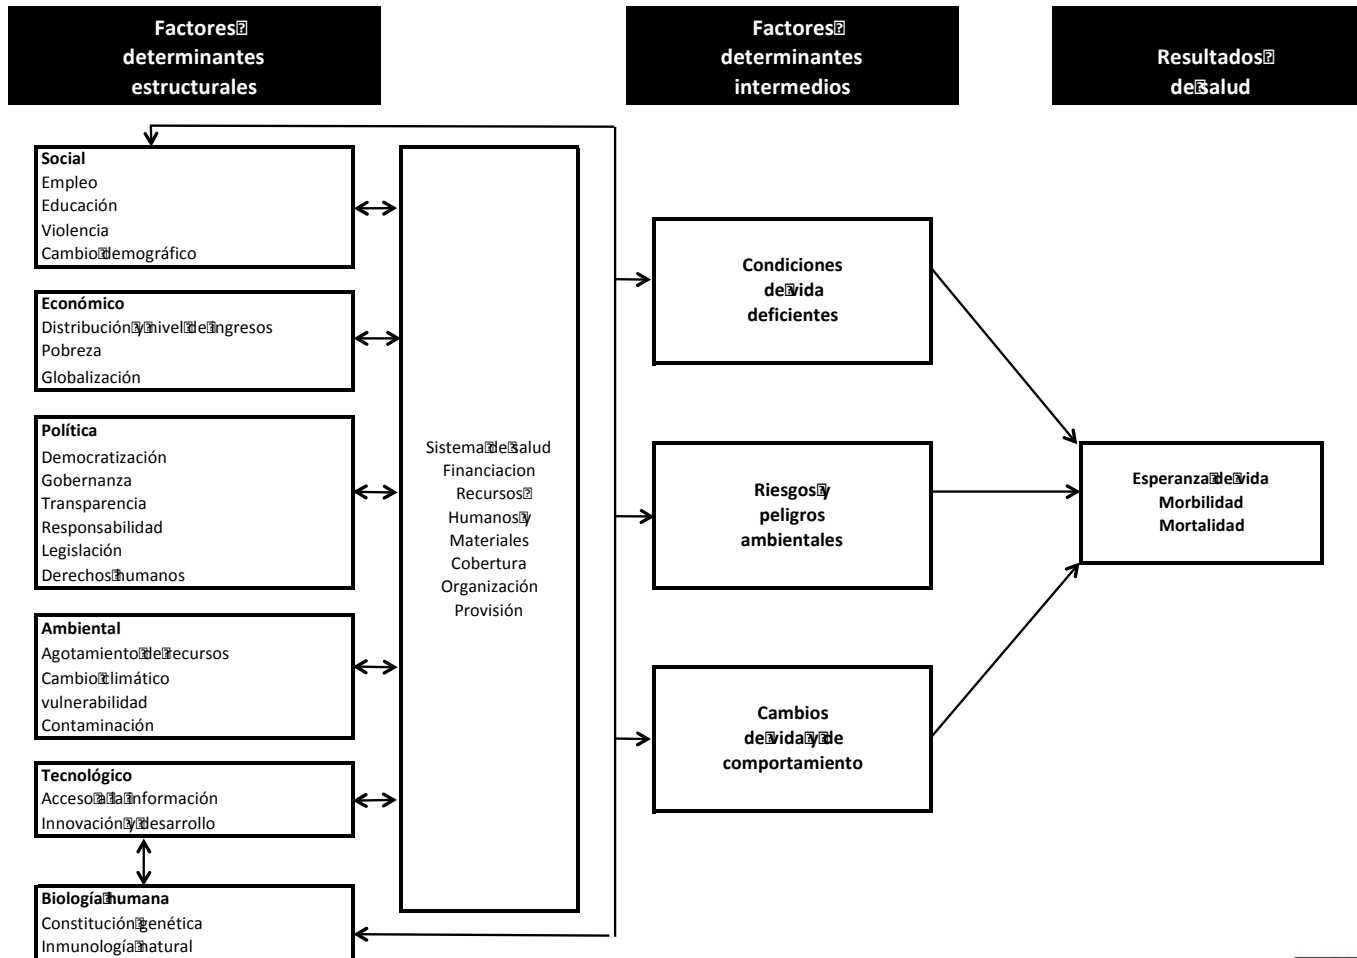 Factores
determinantes
estructurales
Factores
determinantes
intermedios
Resultados
de salud
Social
Empleo
Educación
Violencia
Cambio demográfico
Económico
Distribución y nivel de ingresos
Pobreza
Globalización
Política
Democratización
Gobernanza
Transparencia
Responsabilidad
Legislación
Derechos humanos
Ambiental
Agotamiento de recursos
Cambio climático
vulnerabilidad
Contaminación
Tecnológico
Acceso a la información
Innovación y desarrollo
Biología humana
Constitución genética
Inmunología natural
Sistema de salud
Financiacion
Recursos
Humanos y
Materiales
Cobertura
Organización
Provisión
Condiciones
de vida
deficientes
Riesgos y
peligros
ambientales
Cambios
de vida y de
comportamiento
Esperanza de vida
Morbilidad
Mortalidad